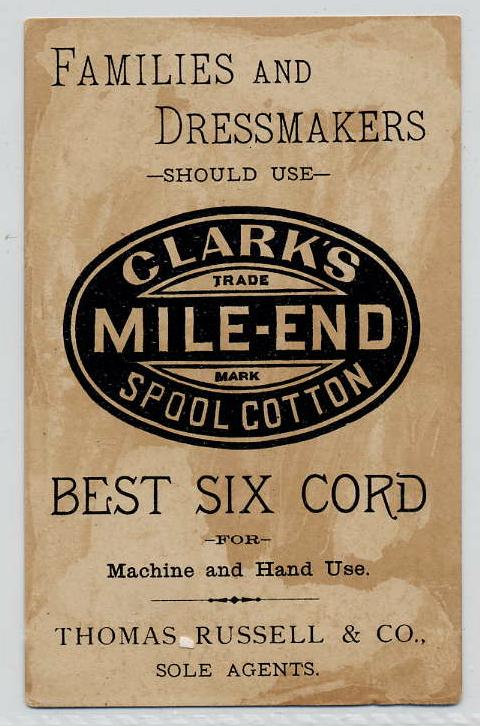 FAMILIES AND
DRESSMAKERS
—SHOULD USE—
CLARK'S
TRADE
MILE-END
MARK
SPOOL COTTON
BEST SIX CORD
-FOR-
Machine and Hand Use.
THOMAS RUSSELL & CO.,
SOLE AGENTS.